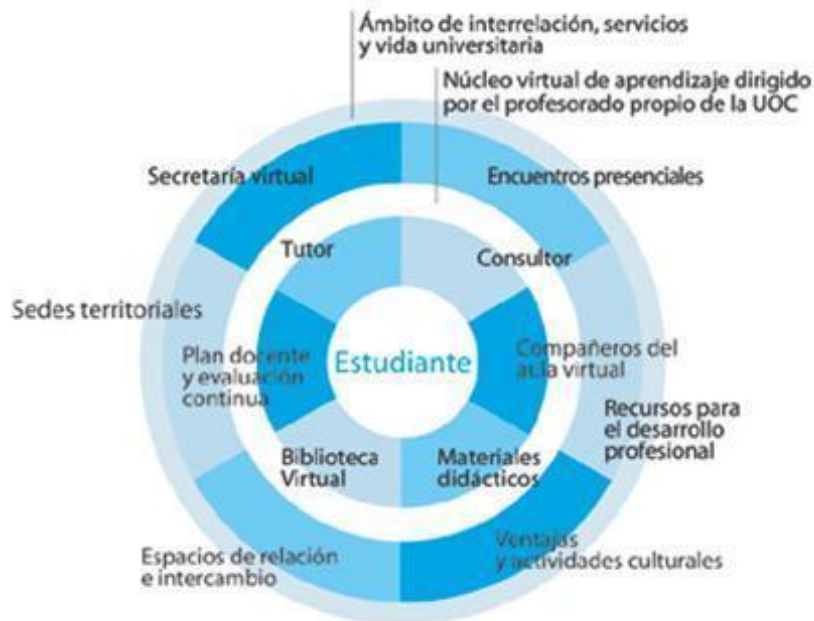 Ámbito de interrelación, servicios
y vida universitaria
Núcleo virtual de aprendizaje dirigido
por el profesorado propio de la UOC
Secretaría virtual
Encuentros presenciales
Tutor
Consultor
Sedes territoriales
Plan docente
y evaluación
continua
Estudiante
Compañeros del
aula virtual
Recursos para
el desarrollo
profesional
Biblioteca
Virtual
Materiales
didácticos
Espacios de relación
e intercambio
Ventajas
y actividades culturales